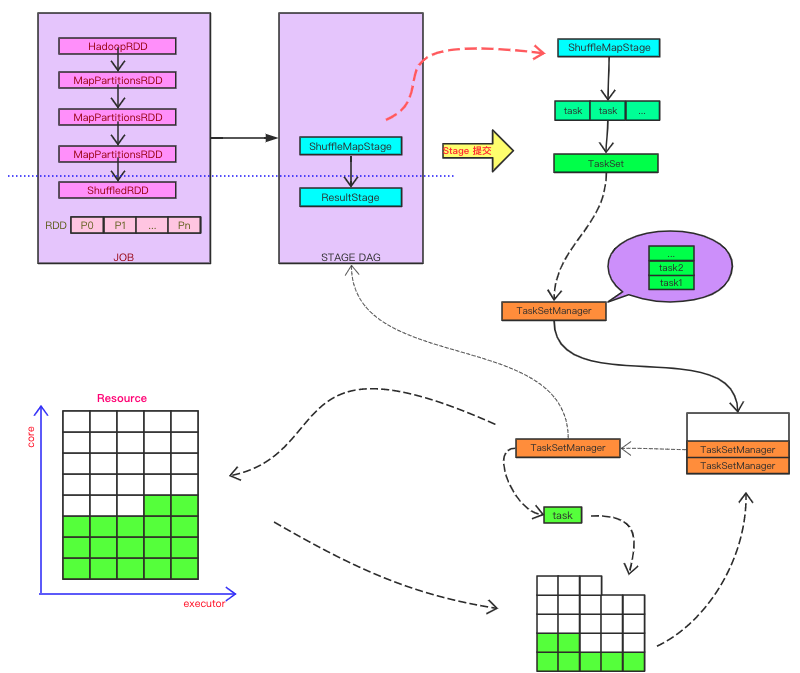 HadoopRDD
MapPartitionsRDD
MapPartitionsRDD
MapPartitionsRDD
ShuffledRDD
RDD P0 P1 ... Pn
JOB
ShuffleMapStage
ResultStage
STAGE DAG
Stage 提交
ShuffleMapStage
task task ...
TaskSet
...
task2
task1
TaskSetManager
TaskSetManager
TaskSetManager
TaskSetManager
task
Resource
core
executor